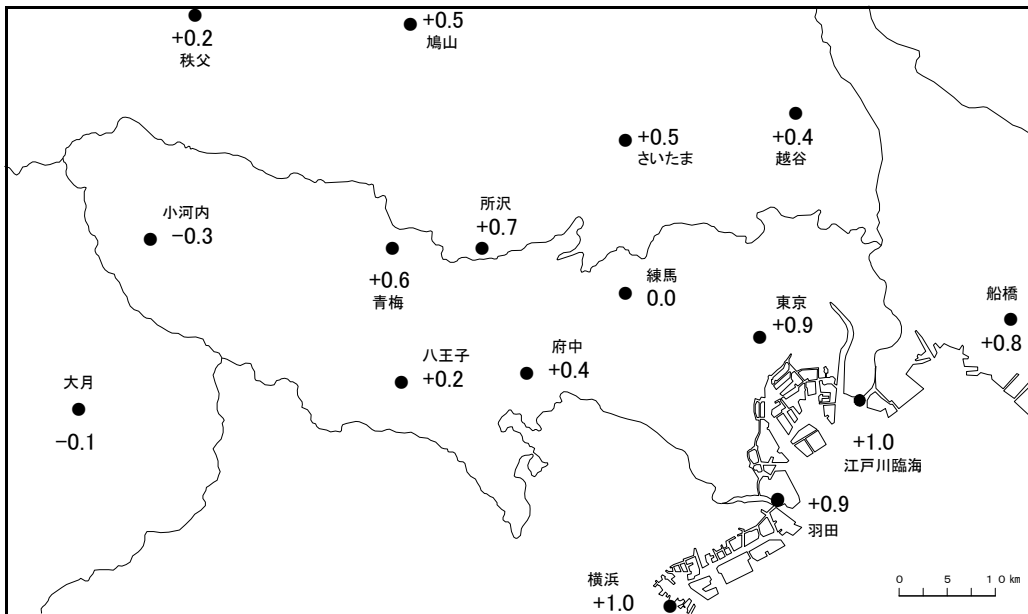 +0.2
秩父
+0.5
鳩山
+0.5
さいたま
+0.4
越谷
小河内
−0.3
所沢
+0.7
+0.6
青梅
練馬
0.0
東京
+0.9
船橋
+0.8
大月
−0.1
八王子
+0.2
府中
+0.4
+1.0
江戸川臨海
+0.9
羽田
横浜
+1.0
0 5 10km